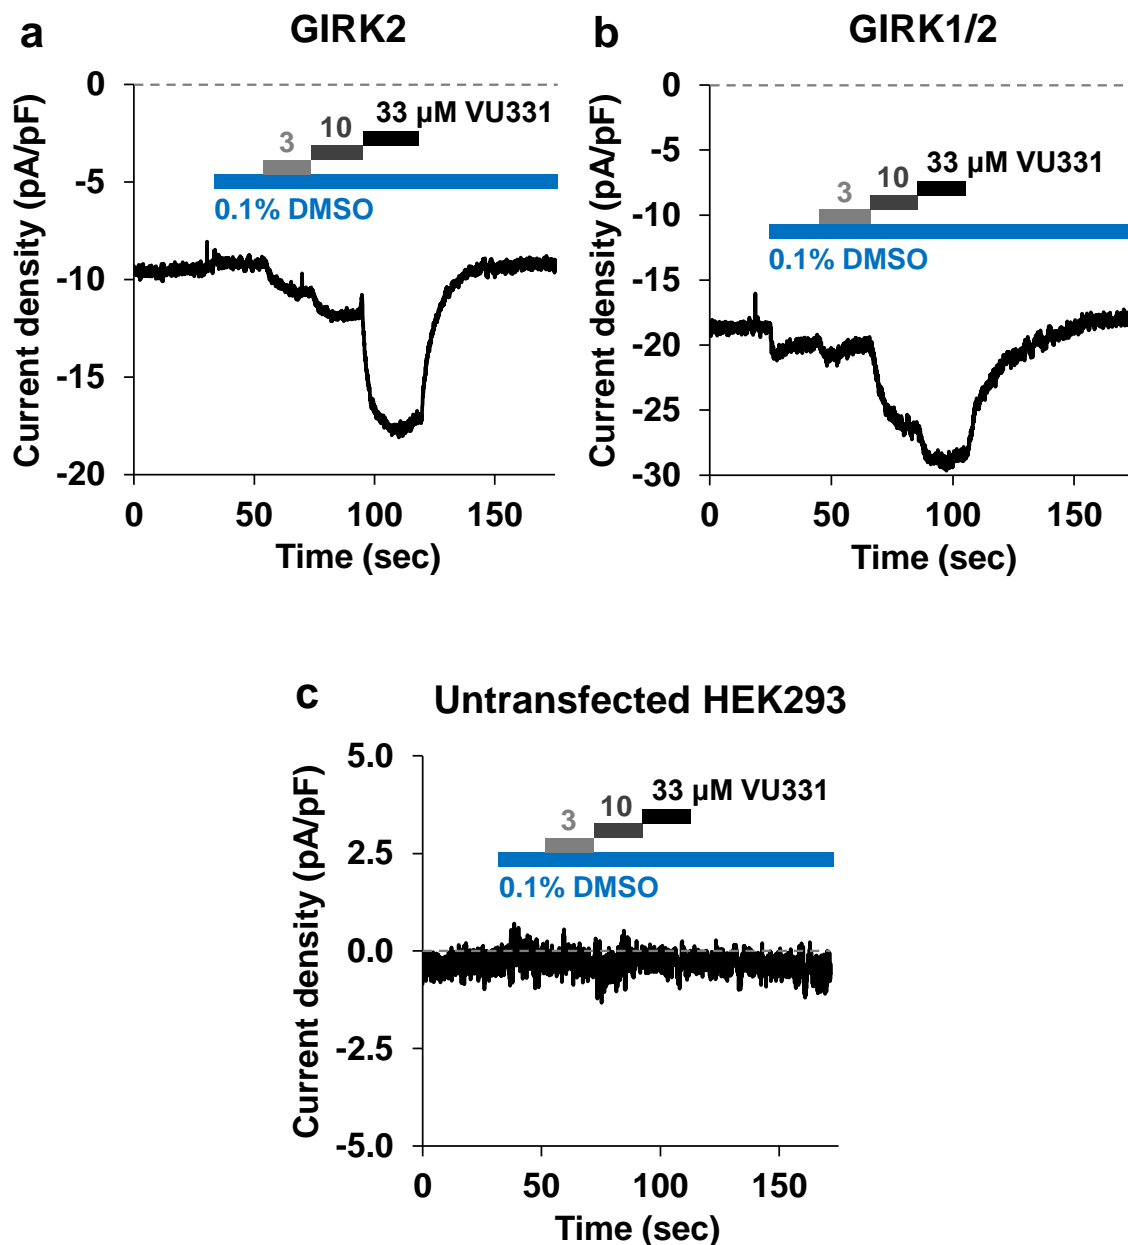 a
GIRK2
0
-5
-10
-15
-20
Current density (pA/pF)
3
10
33 µM VU331
0.1% DMSO
0
50
100
150
Time (sec)
b
GIRK1/2
0
-5
-10
-15
-20
-25
-30
Current density (pA/pF)
3
10
33 µM VU331
0.1% DMSO
0
50
100
150
Time (sec)
c
Untransfected HEK293
5.0
2.5
0.0
-2.5
-5.0
Current density (pA/pF)
3
10
33 µM VU331
0.1% DMSO
0
50
100
150
Time (sec)